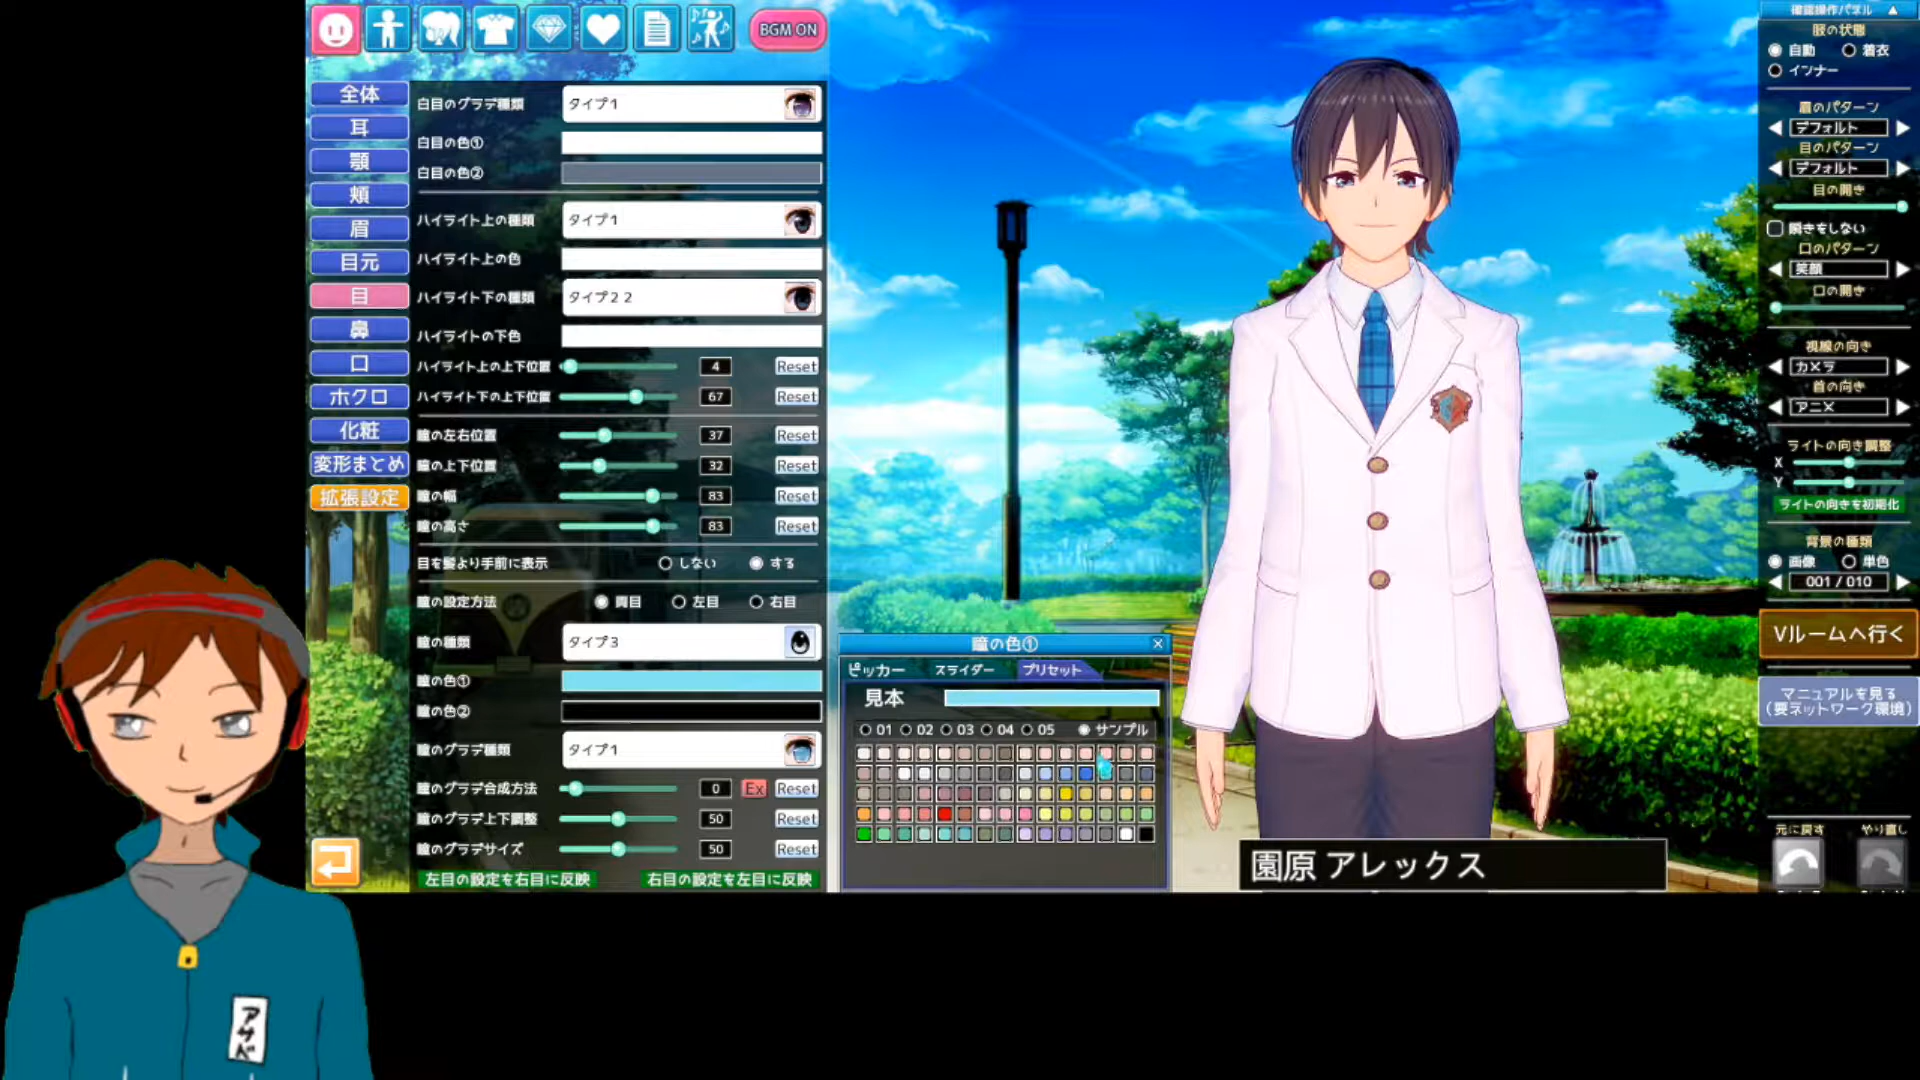 BGM ON
全体
耳
顎
頬
眉
目元
目
鼻
口
ホクロ
化粧
変形まとめ
拡張設定
白目のグラデ種類 タイプ1
白目の色①
白目の色②
ハイライト上の種類 タイプ1
ハイライト上の色
ハイライト下の種類 タイプ22
ハイライトの下色
ハイライト上の上下位置 4 Reset
ハイライト下の上下位置 67 Reset
瞳の左右位置 37 Reset
瞳の上下位置 32 Reset
瞳の幅 83 Reset
瞳の高さ 83 Reset
目を髪より手前に表示 しない する
瞳の設定方法 両目 左目 右目
瞳の種類 タイプ3
瞳の色①
瞳の色②
瞳のグラデ種類 タイプ1
瞳のグラデ合成方法 0 Ex Reset
瞳のグラデ上下調整 50 Reset
瞳のグラデサイズ 50 Reset
左目の設定を右目に反映 右目の設定を左目に反映
瞳の色① ×
ピッカー スライダー プリセット
見本
01 02 03 04 05 サンプル
園原 アレックス
確認操作パネル ▲
服の状態
自動 着衣
インナー
眉のパターン
デフォルト
目のパターン
デフォルト
目の開き
瞬きをしない
口のパターン
笑顔
口の開き
視線の向き
カメラ
首の向き
アニメ
ライトの向き調整
X
Y
ライトの向きを初期化
背景の種類
画像 単色
001 / 010
Vルームへ行く
マニュアルを見る
(要ネットワーク環境)
元に戻す やり直し
アサヒ